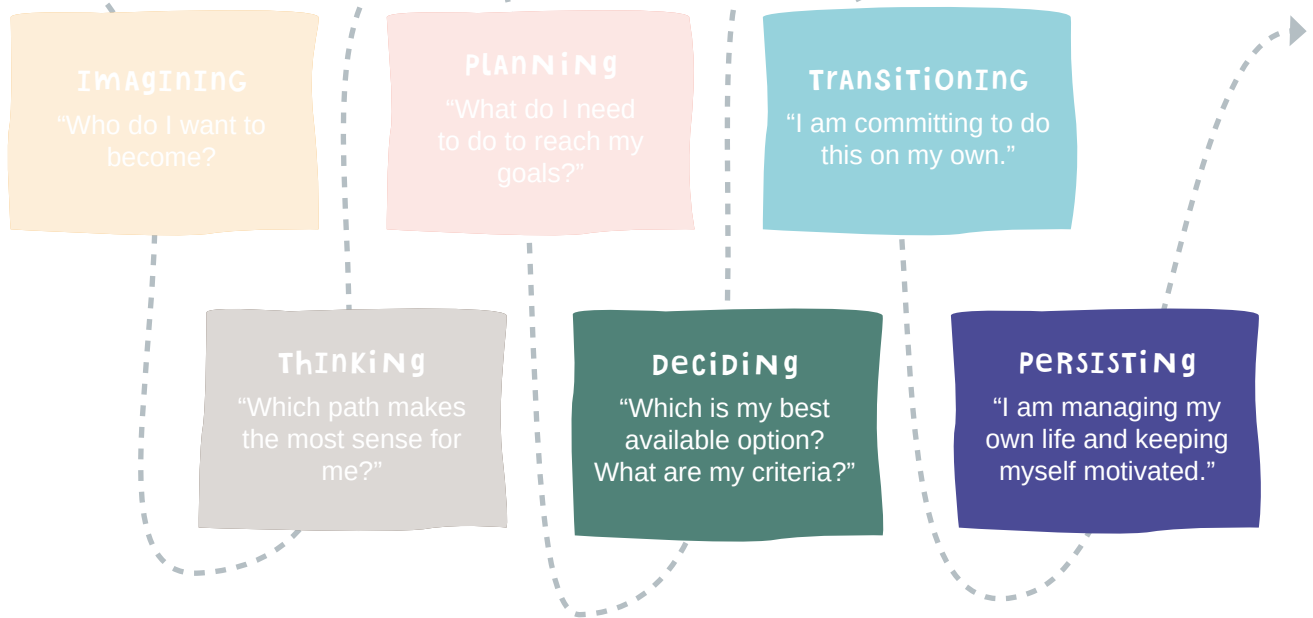 Imagining
“Who do I want to
become?
Thinking
“Which path makes
the most sense for
me?”
Planning
“What do I need
to do to reach my
goals?”
Deciding
“Which is my best
available option?
What are my criteria?”
Transitioning
“I am committing to do
this on my own.”
Persisting
“I am managing my
own life and keeping
myself motivated.”